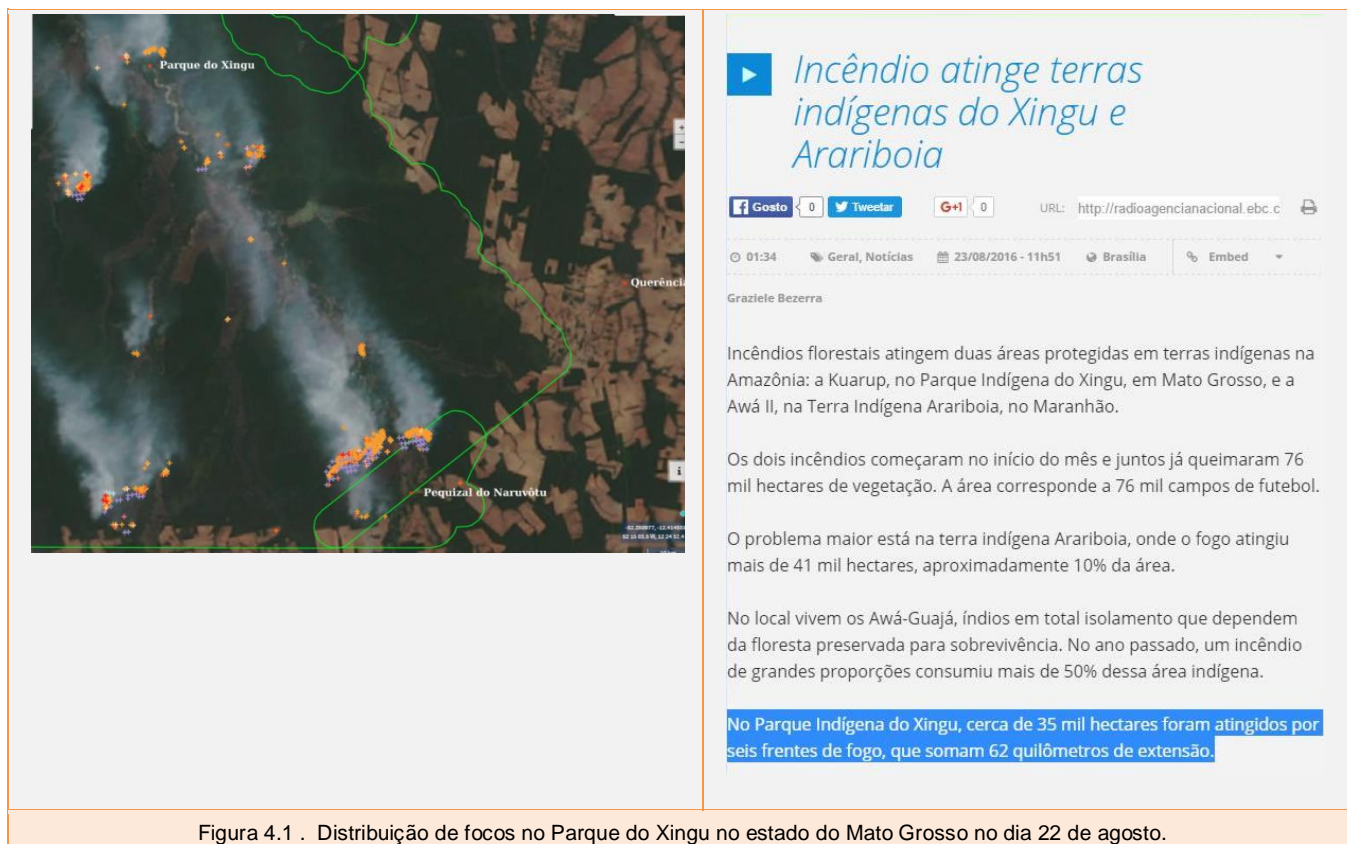 Parque do Xingu
Querência
Pequizal do Naruvôtu
Incêndio atinge terras
indígenas do Xingu e
Arariboia
Gosto 0 Tweetar G+1 0 URL: http://radioagencianacional.ebc.c
01:34 Geral, Notícias 23/08/2016 - 11h51 Brasília Embed
Graziele Bezerra
Incêndios florestais atingem duas áreas protegidas em terras indígenas na
Amazônia: a Kuarup, no Parque Indígena do Xingu, em Mato Grosso, e a
Awá II, na Terra Indígena Arariboia, no Maranhão.
Os dois incêndios começaram no início do mês e juntos já queimaram 76
mil hectares de vegetação. A área corresponde a 76 mil campos de futebol.
O problema maior está na terra indígena Arariboia, onde o fogo atingiu
mais de 41 mil hectares, aproximadamente 10% da área.
No local vivem os Awá-Guajá, índios em total isolamento que dependem
da floresta preservada para sobrevivência. No ano passado, um incêndio
de grandes proporções consumiu mais de 50% dessa área indígena.
No Parque Indígena do Xingu, cerca de 35 mil hectares foram atingidos por
seis frentes de fogo, que somam 62 quilômetros de extensão.
Figura 4.1 . Distribuição de focos no Parque do Xingu no estado do Mato Grosso no dia 22 de agosto.